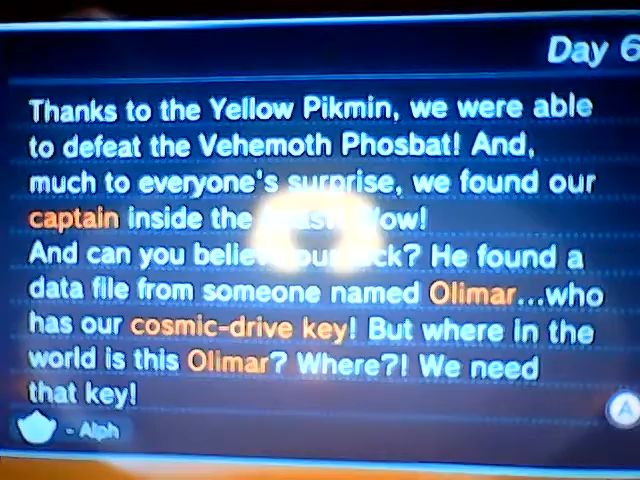 Day 6
Thanks to the Yellow Pikmin, we were able
to defeat the Vehemoth Phosbat! And,
much to everyone's surprise, we found our
captain inside the
And can you believe our luck? He found a
data file from someone named Olimar...who
has our cosmic-drive key! But where in the
world is this Olimar? Where?! We need
that key!
- Alph
A